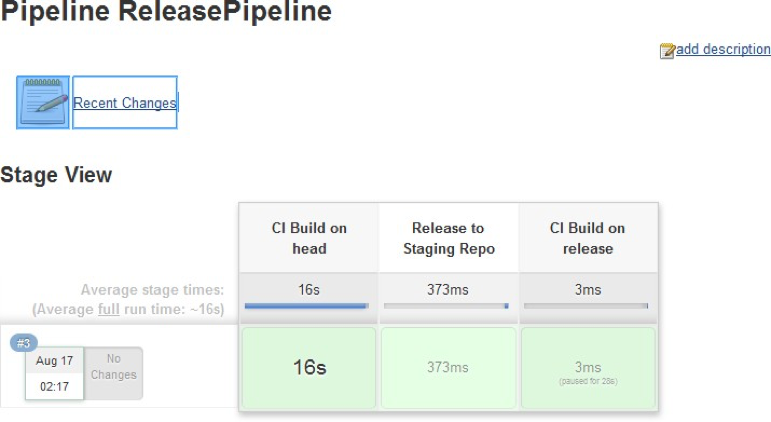 Pipeline ReleasePipeline
add description
Recent Changes
Stage View
CI Build on
head
Release to
Staging Repo
CI Build on
release
Average stage times:
(Average full run time: ~16s)
16s
373ms
3ms
#3
Aug 17
02:17
No
Changes
16s
373ms
3ms
(paused for 28s)